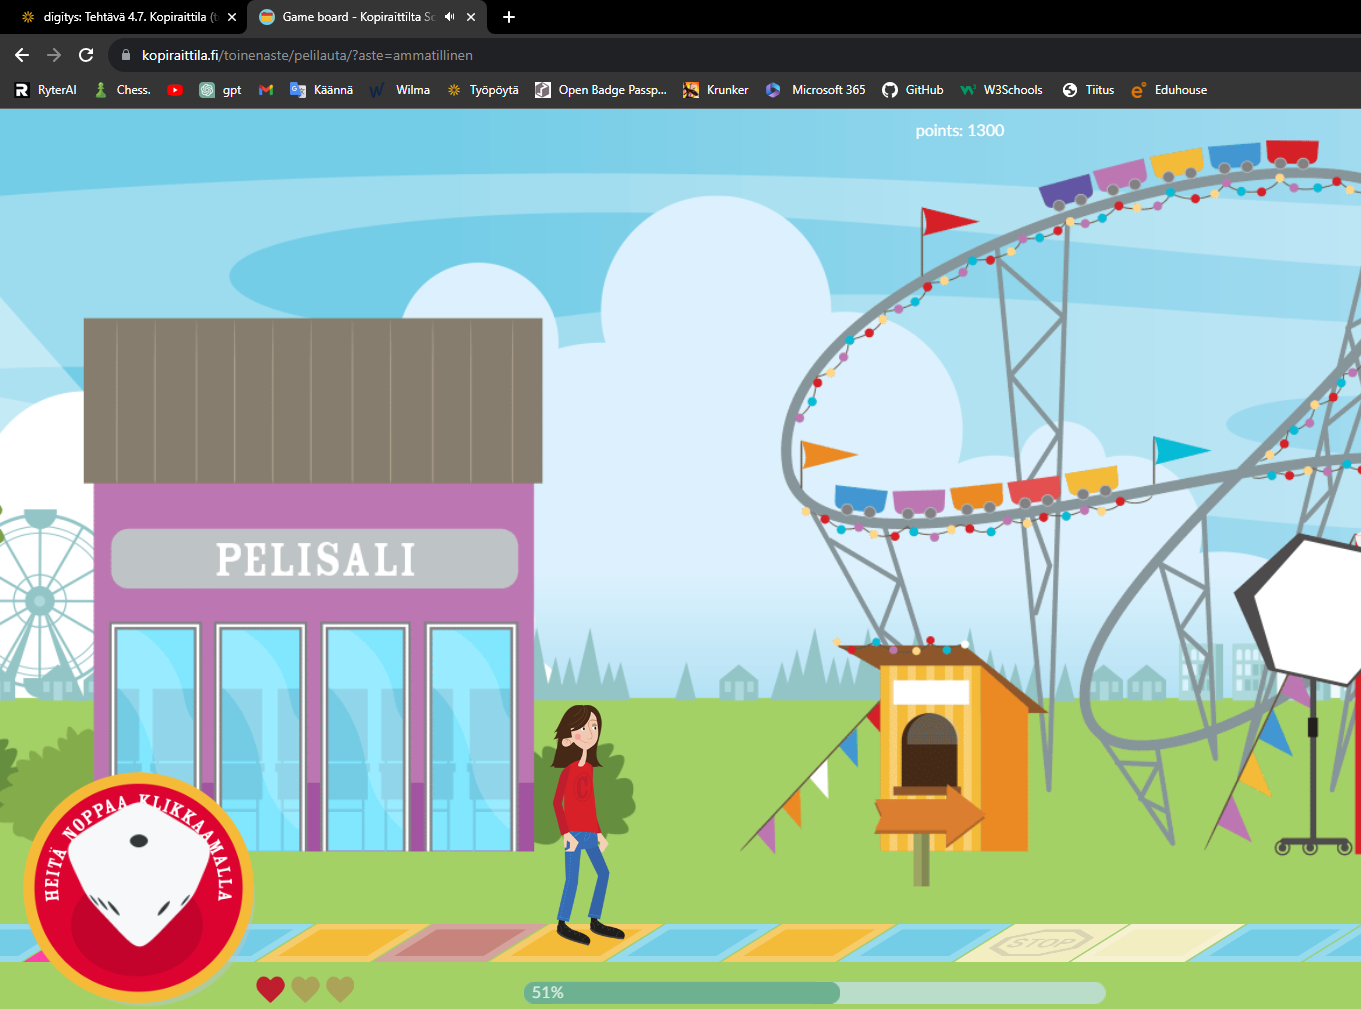 digitys: Tehtävä 4.7. Kopiraittila (t
Game board - Kopiraittilta So
kopiraittila.fi/toinenaste/pelilauta/?aste=ammatillinen
RyterAI
Chess.
gpt
Käännä
Wilma
Työpöytä
Open Badge Passp...
Krunker
Microsoft 365
GitHub
W3Schools
Tiitus
Eduhouse
points: 1300
PELISALI
HEITÄ NOPPAA KLIKKAAMALLA
STOP
51%